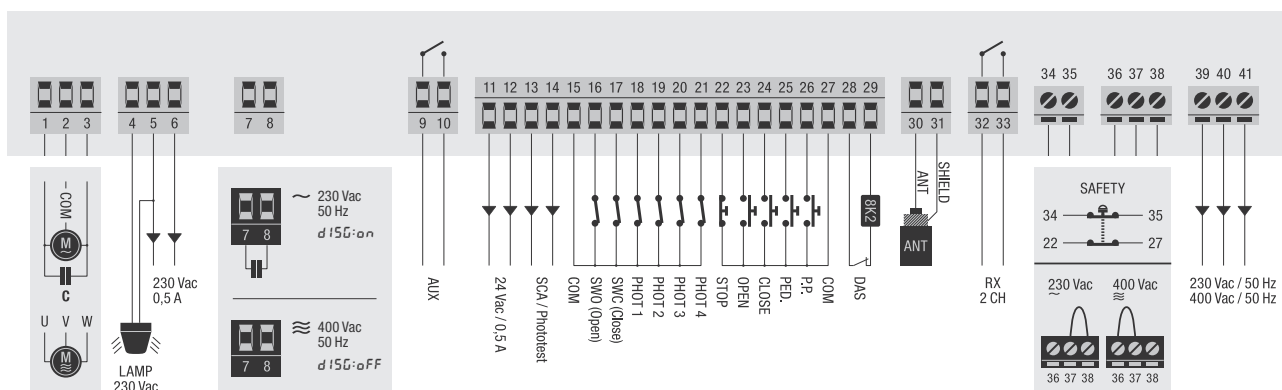 34 35
36 37 38
39 40 41
11 12 13 14 15 16 17 18 19 20 21 22 23 24 25 26 27 28 29
1 2 3
4 5 6
7 8
9 10
30 31
32 33
COM
M
C
U V W
M
LAMP
230 Vac
230 Vac
0,5 A
7 8
230 Vac
50 Hz
dISG:on
7 8
400 Vac
50 Hz
dISG:oFF
AUX
24 Vac / 0,5 A
SCA / Phototest
COM
SWO (Open)
SWC (Close)
PHOT 1
PHOT 2
PHOT 3
PHOT 4
STOP
OPEN
CLOSE
PED.
P.P.
COM
DAS
8K2
ANT
SHIELD
ANT
RX
2 CH
SAFETY
34 35
22 27
230 Vac
400 Vac
36 37 38
36 37 38
230 Vac / 50 Hz
400 Vac / 50 Hz